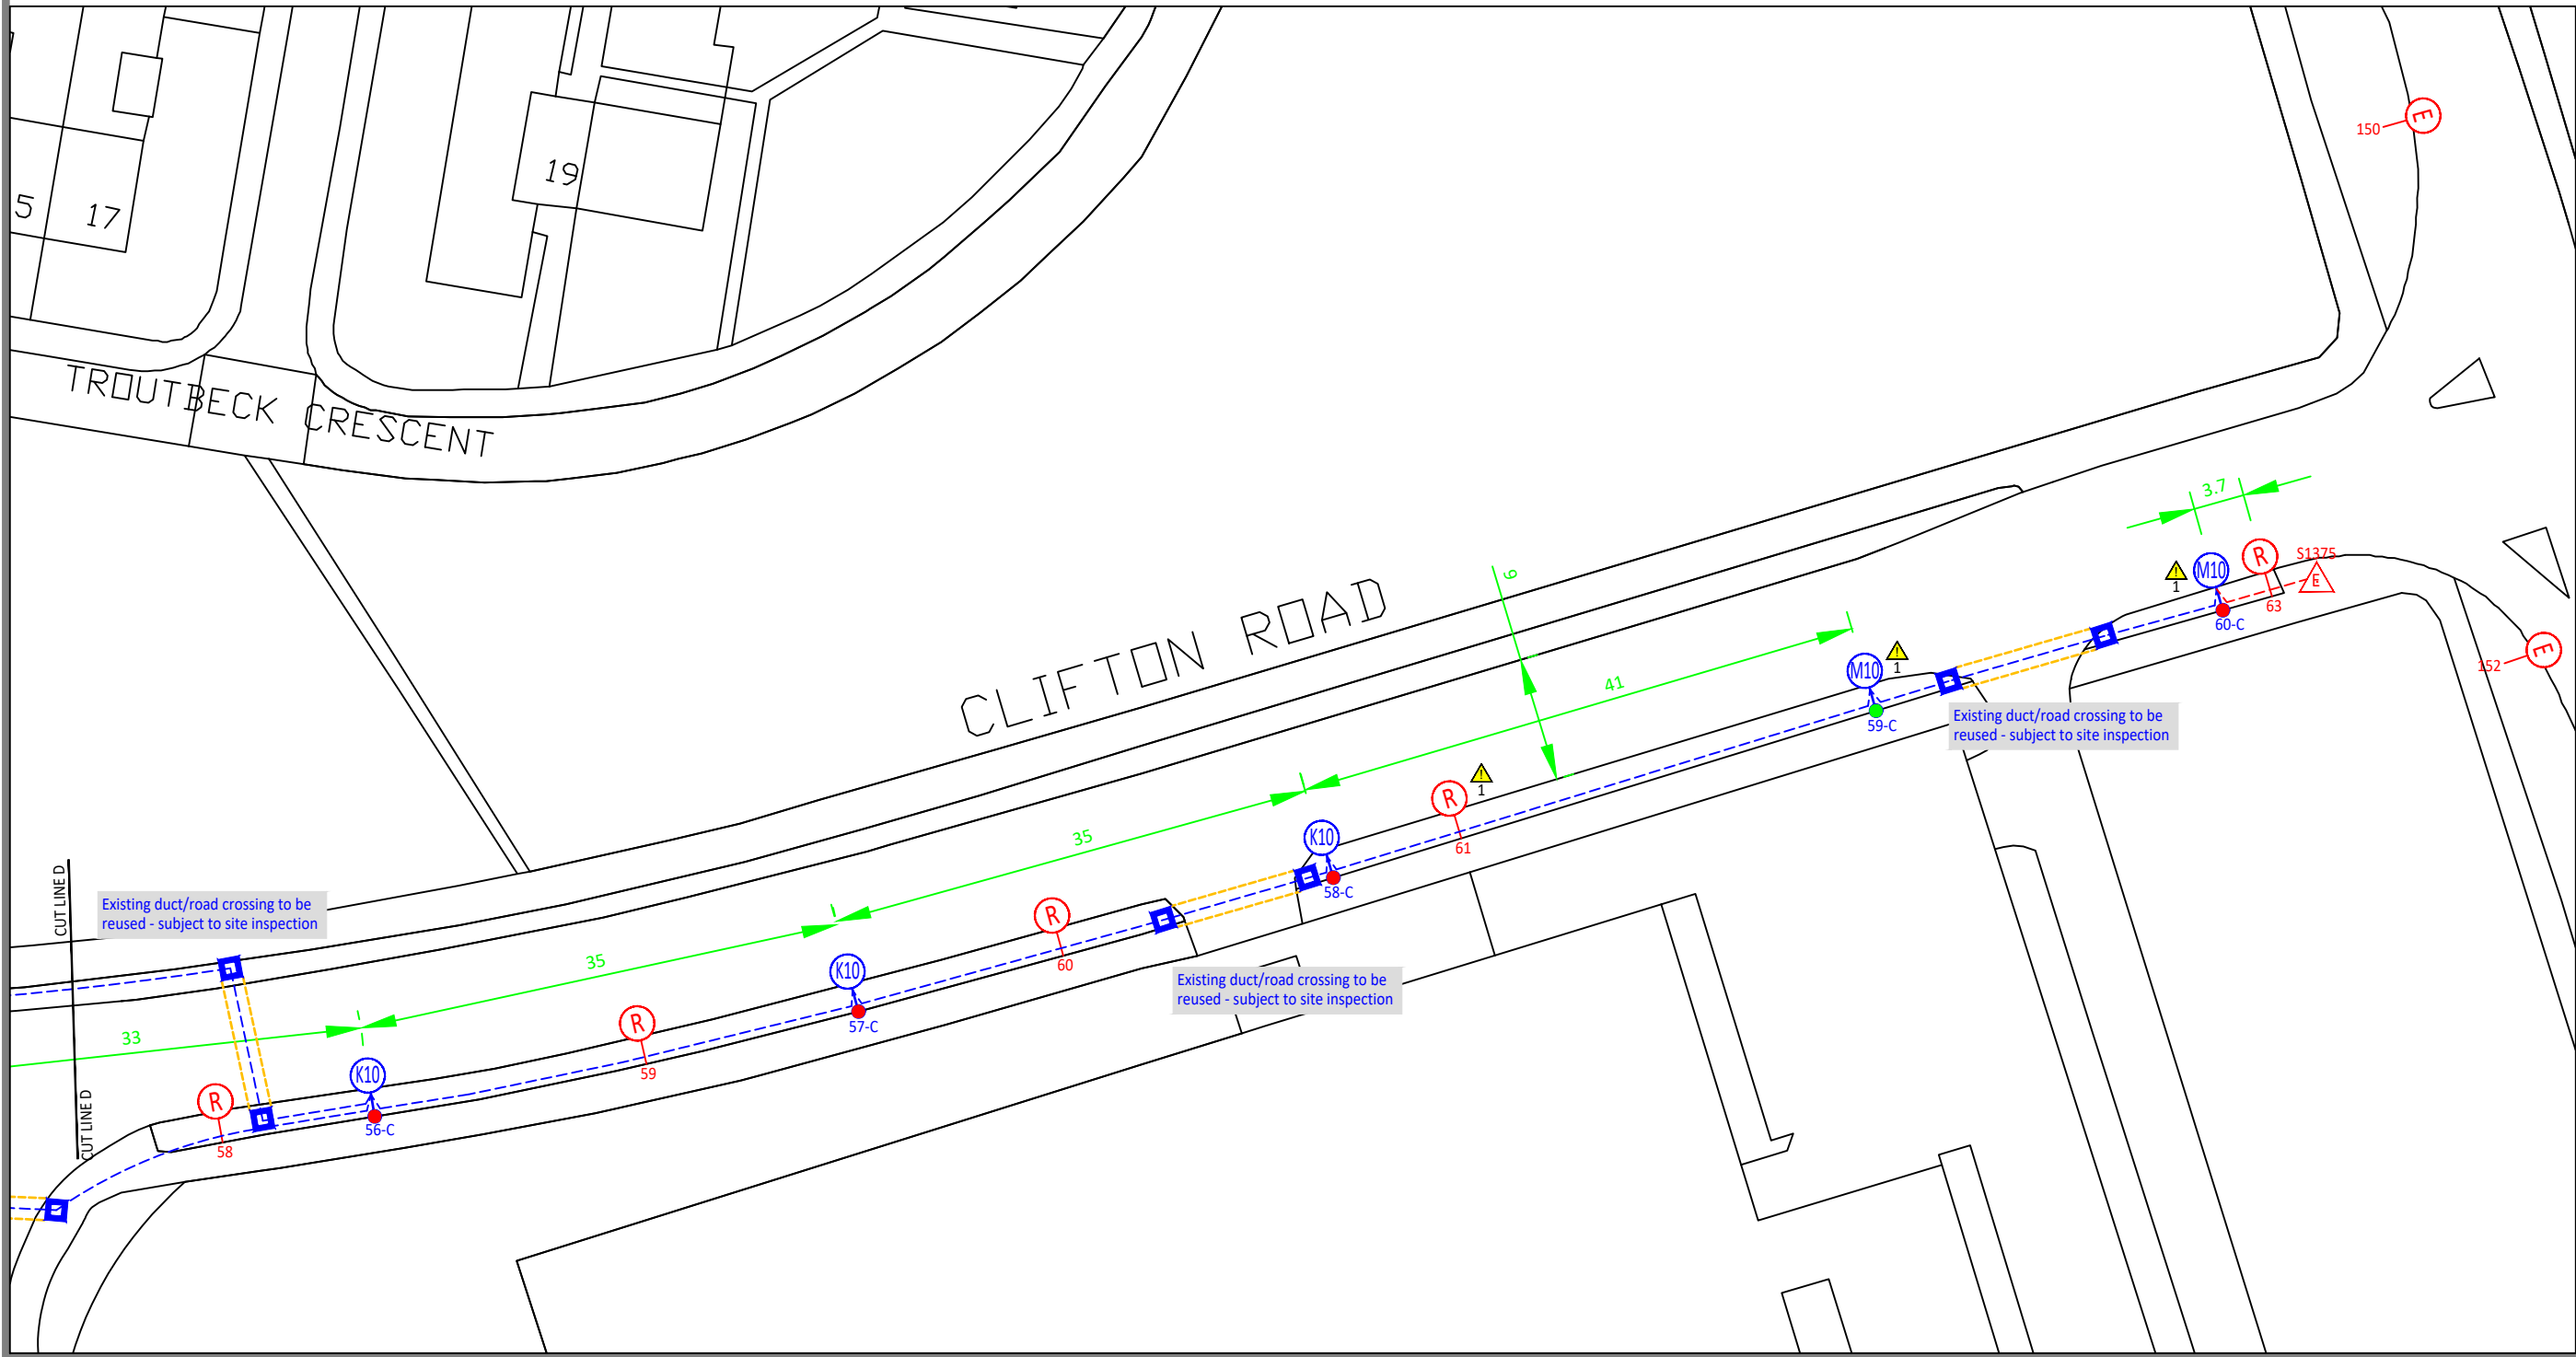 150
E
19
5
17
TROUTBECK CRESCENT
3.7
9
CLIFTON ROAD
M10
R
S1375
E
1
63
60-C
E
152
M10
1
41
59-C
Existing duct/road crossing to be
reused - subject to site inspection
R
1
61
35
K10
58-C
CUT LINE D
Existing duct/road crossing to be
reused - subject to site inspection
R
60
35
K10
57-C
Existing duct/road crossing to be
reused - subject to site inspection
33
R
59
K10
56-C
R
58
CUT LINE D